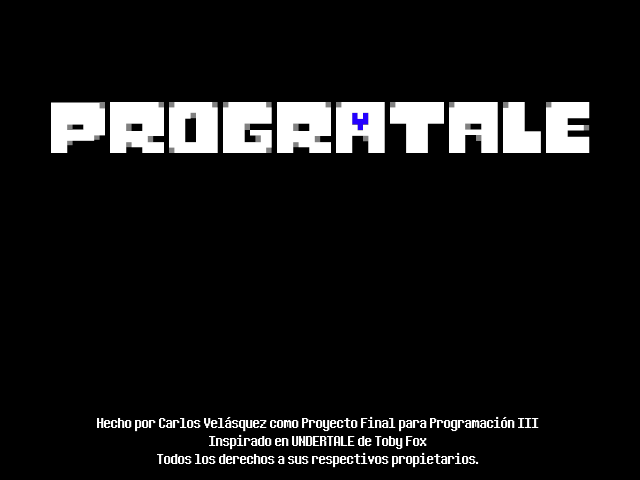 PROGRATALE
Hecho por Carlos Velásquez como Proyecto Final para Programación III
Inspirado en UNDERTALE de Toby Fox
Todos los derechos a sus respectivos propietarios.